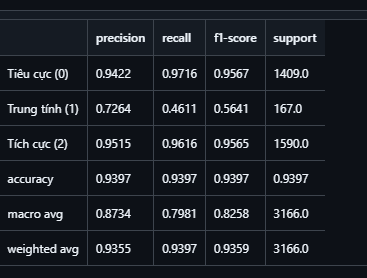 precision recall f1-score support
Tiêu cực (0) 0.9422 0.9716 0.9567 1409.0
Trung tính (1) 0.7264 0.4611 0.5641 167.0
Tích cực (2) 0.9515 0.9616 0.9565 1590.0
accuracy 0.9397 0.9397 0.9397 0.9397
macro avg 0.8734 0.7981 0.8258 3166.0
weighted avg 0.9355 0.9397 0.9359 3166.0